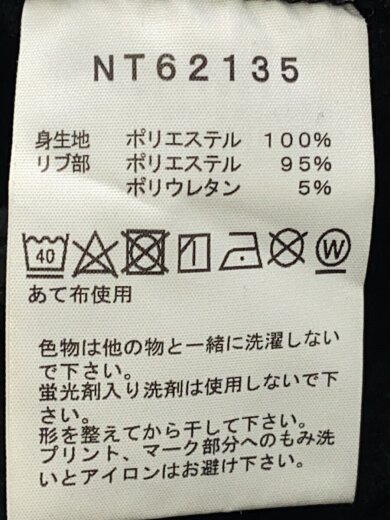 NT62135
身生地 ポリエステル 100%
リブ部 ポリエステル 95%
ポリウレタン 5%
40 W
あて布使用
色物は他の物と一緒に洗濯しない
で下さい。
蛍光剤入り洗剤は使用しないで下
さい。
形を整えてから干して下さい。
プリント、マーク部分へのもみ洗
いとアイロンはお避け下さい。